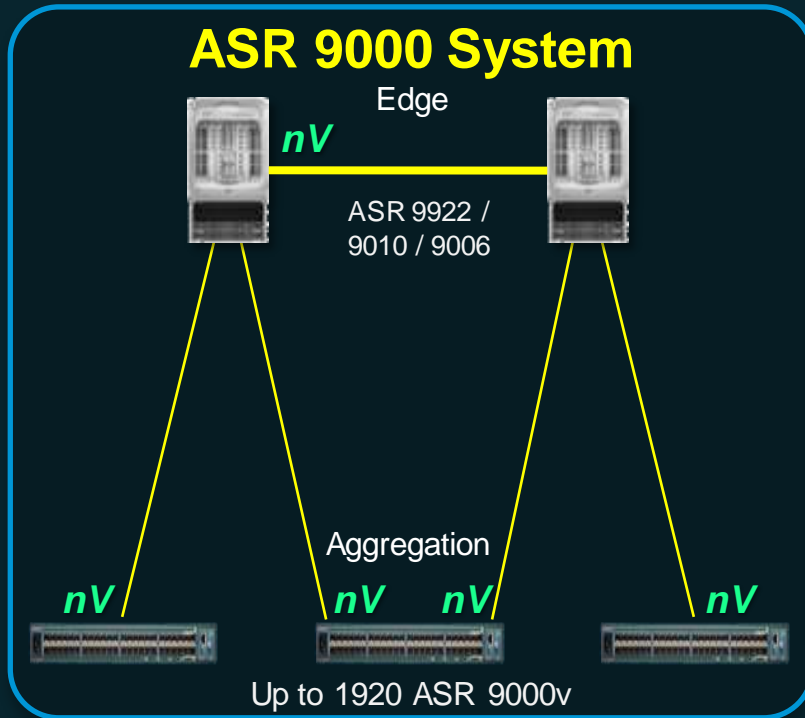 ASR 9000 System
Edge
nV
ASR 9922 /
9010 / 9006
Aggregation
nV
nV
nV
nV
Up to 1920 ASR 9000v